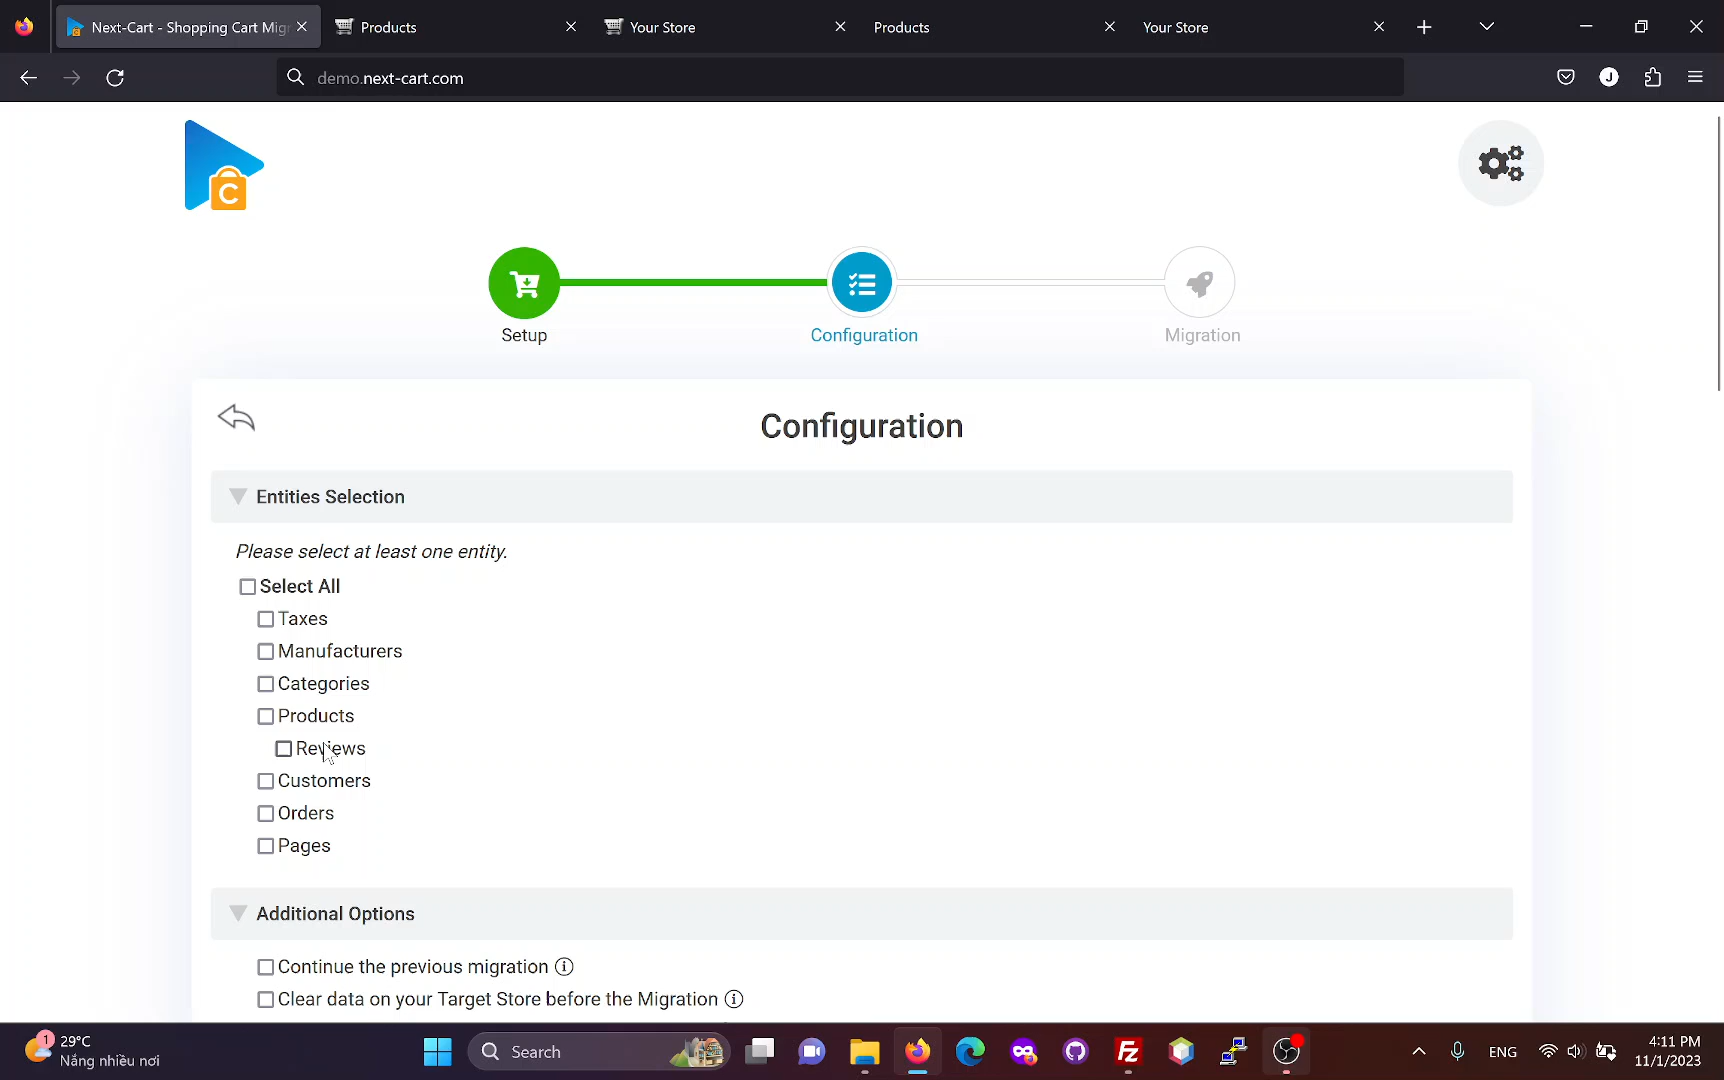 Next-Cart - Shopping Cart Migr
Products
Your Store
Products
Your Store
demo.next-cart.com
J
C
Setup
Configuration
Migration
Configuration
Entities Selection
Please select at least one entity.
Select All
Taxes
Manufacturers
Categories
Products
Reviews
Customers
Orders
Pages
Additional Options
Continue the previous migration
Clear data on your Target Store before the Migration
1
29°C
Nắng nhiều nơi
Search
Fz
ENG
4:11 PM
11/1/2023